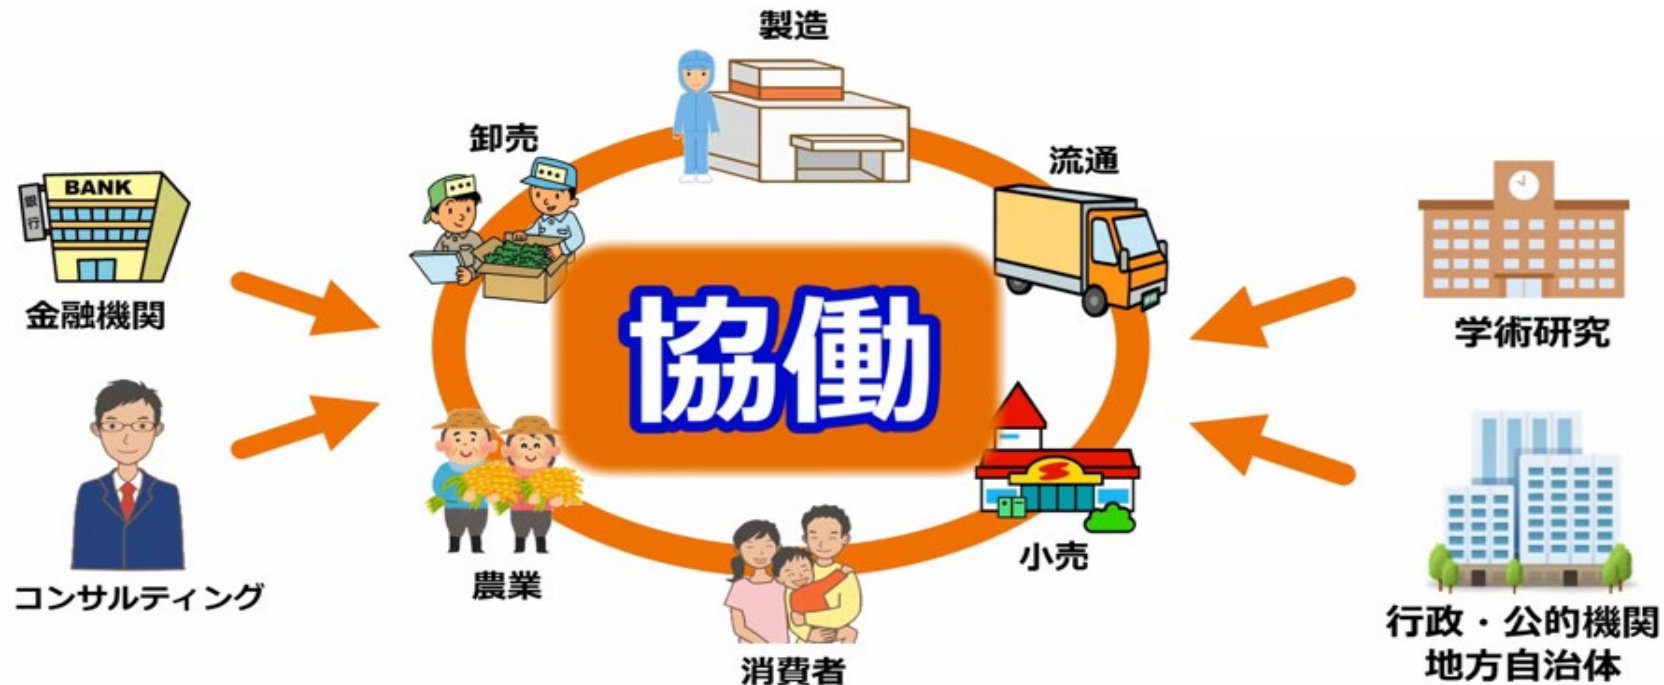 製造
卸売
流通
BANK
銀行
金融機関
学術研究
協働
コンサルティング
農業
小売
消費者
行政・公的機関
地方自治体